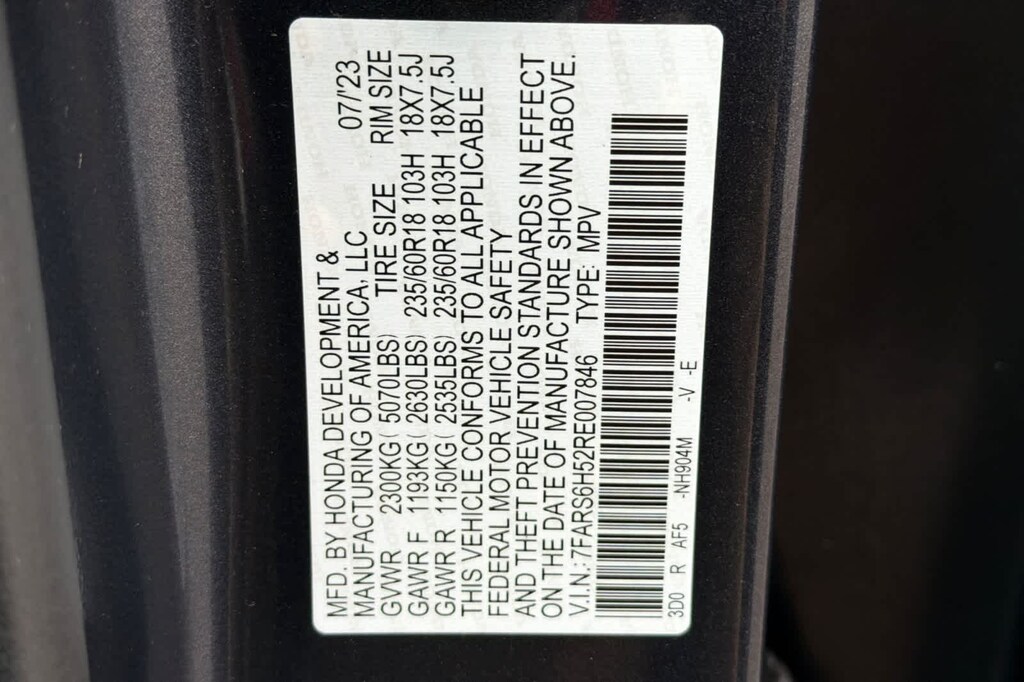 MFD. BY HONDA DEVELOPMENT &
MANUFACTURING OF AMERICA, LLC 07/'23
GVWR 2300KG( 5070LBS) TIRE SIZE RIM SIZE
GAWR F 1193KG( 2630LBS) 235/60R18 103H 18X7.5J
GAWR R 1150KG( 2535LBS) 235/60R18 103H 18X7.5J
THIS VEHICLE CONFORMS TO ALL APPLICABLE
FEDERAL MOTOR VEHICLE SAFETY
AND THEFT PREVENTION STANDARDS IN EFFECT
ON THE DATE OF MANUFACTURE SHOWN ABOVE.
V.I.N.:7FARS6H52RE007846 TYPE: MPV
3D0 R AF5 -NH904M -V -E